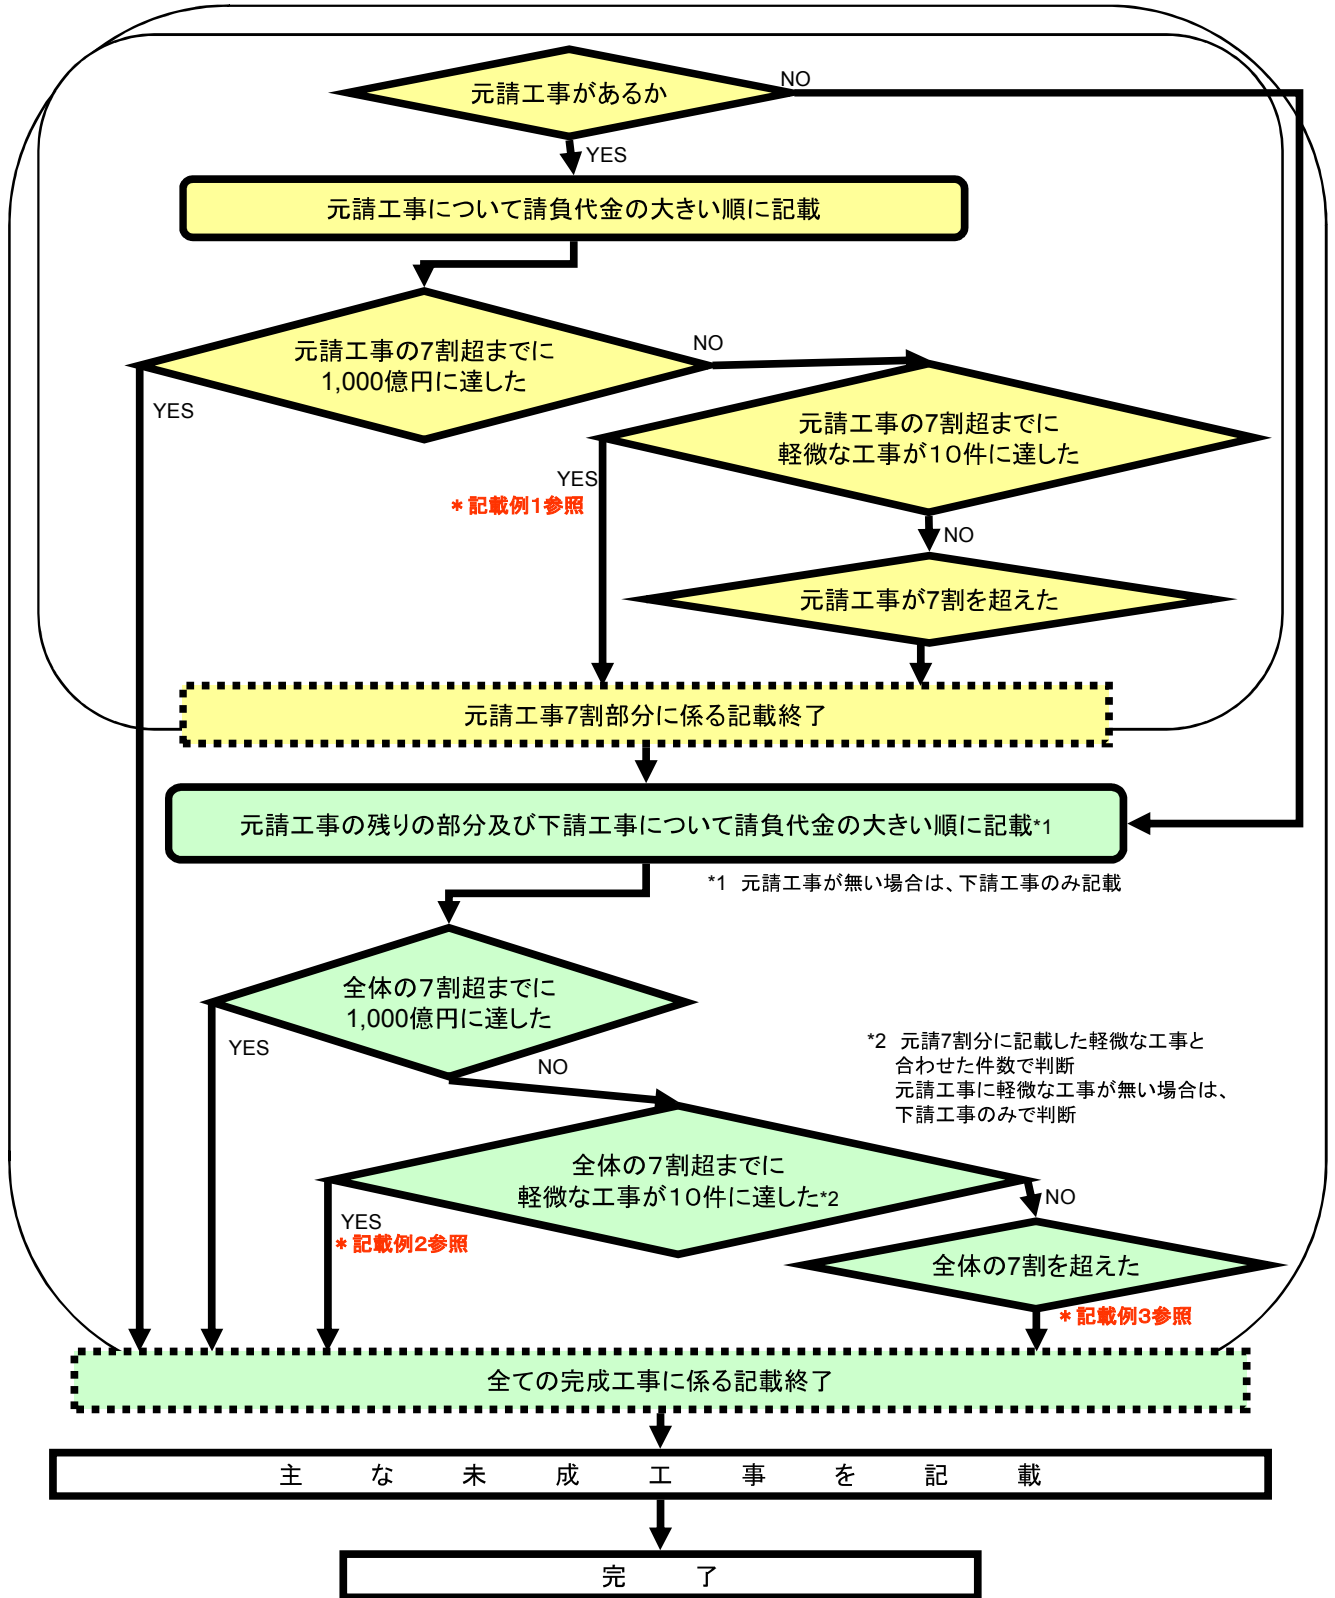 元請工事があるか
NO
YES
元請工事について請負代金の大きい順に記載
元請工事の7割超までに
1,000億円に達した
NO
YES
元請工事の7割超までに
軽微な工事が10件に達した
YES
*記載例1参照
NO
元請工事が7割を超えた
元請工事7割部分に係る記載終了
元請工事の残りの部分及び下請工事について請負代金の大きい順に記載*1
*1 元請工事が無い場合は、下請工事のみ記載
全体の7割超までに
1,000億円に達した
YES
NO
*2 元請7割分に記載した軽微な工事と
合わせた件数で判断
元請工事に軽微な工事が無い場合は、
下請工事のみで判断
全体の7割超までに
軽微な工事が10件に達した*2
YES
*記載例2参照
NO
全体の7割を超えた
*記載例3参照
全ての完成工事に係る記載終了
主な未成工事を記載
完了